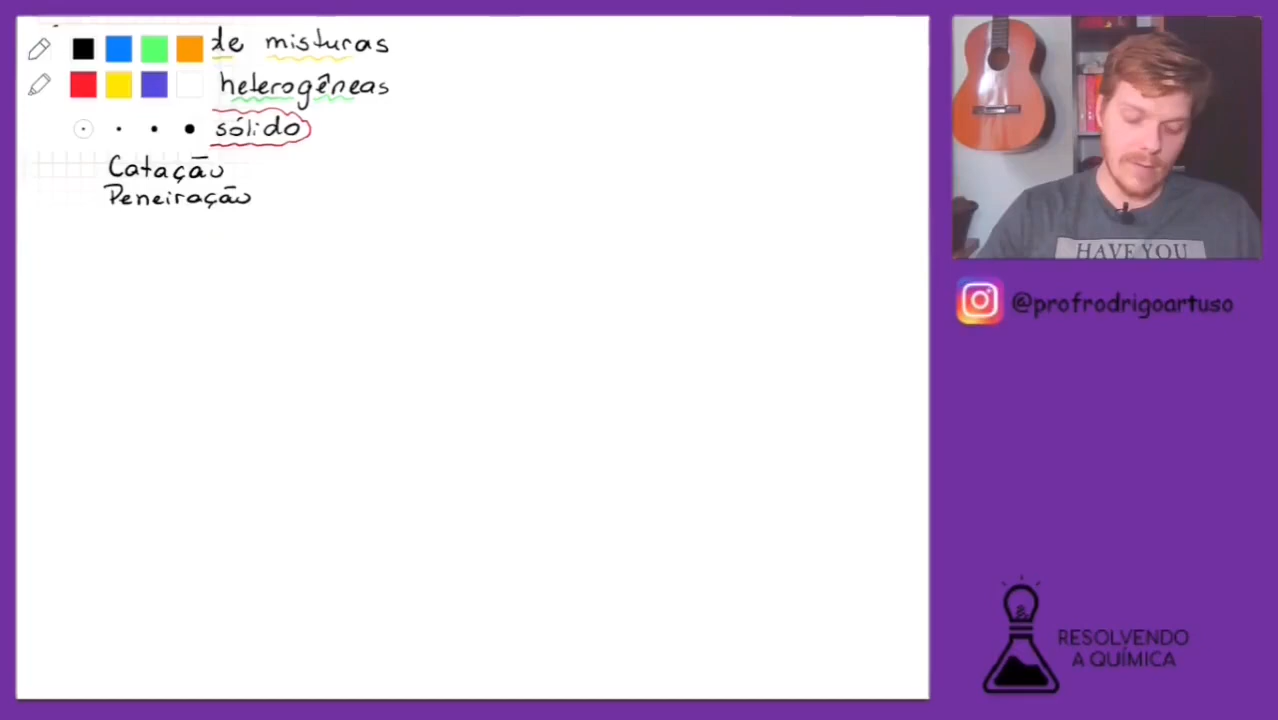 de misturas
heterogêneas
sólido
Catação
Peneiração
HAVE YOU
@profrodrigoartuso
RESOLVENDO
A QUÍMICA